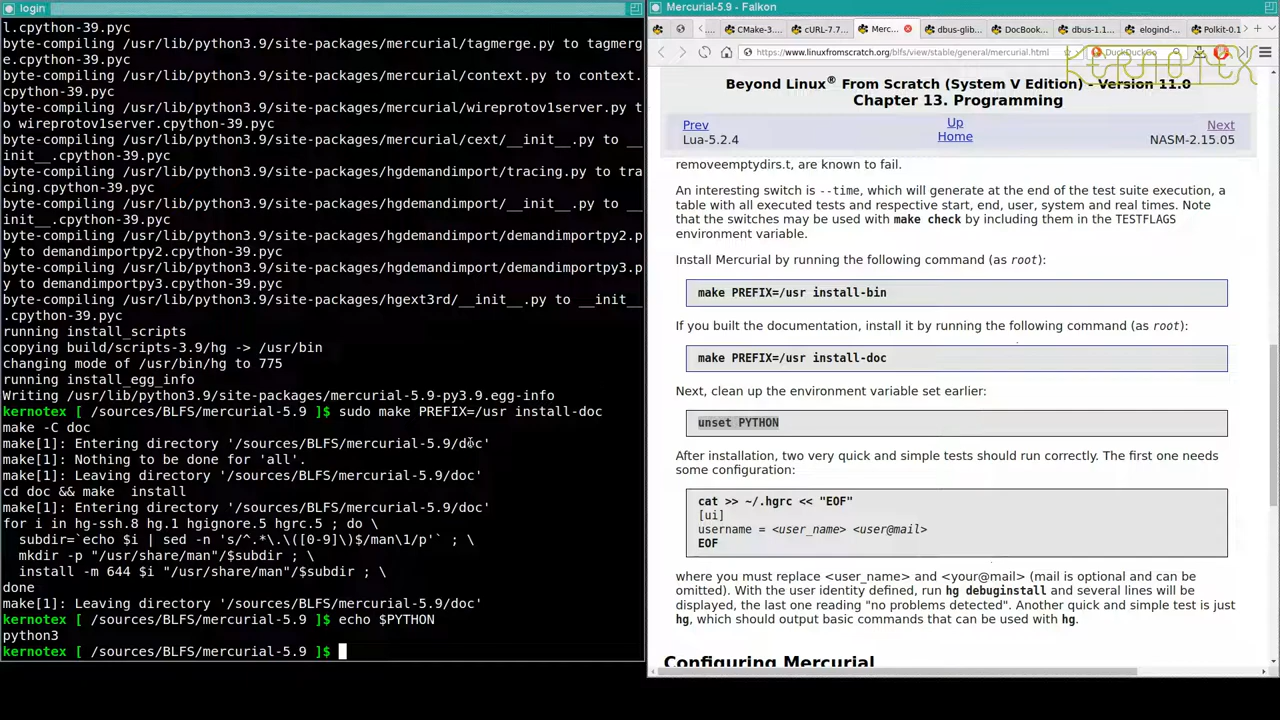 login
l.cpython-39.pyc
byte-compiling /usr/lib/python3.9/site-packages/mercurial/tagmerge.py to tagmerg
e.cpython-39.pyc
byte-compiling /usr/lib/python3.9/site-packages/mercurial/context.py to context.
cpython-39.pyc
byte-compiling /usr/lib/python3.9/site-packages/mercurial/wireprotov1server.py t
o wireprotov1server.cpython-39.pyc
byte-compiling /usr/lib/python3.9/site-packages/mercurial/cext/__init__.py to __
init__.cpython-39.pyc
byte-compiling /usr/lib/python3.9/site-packages/hgdemandimport/tracing.py to tra
cing.cpython-39.pyc
byte-compiling /usr/lib/python3.9/site-packages/hgdemandimport/__init__.py to __
init__.cpython-39.pyc
byte-compiling /usr/lib/python3.9/site-packages/hgdemandimport/demandimportpy2.p
y to demandimportpy2.cpython-39.pyc
byte-compiling /usr/lib/python3.9/site-packages/hgdemandimport/demandimportpy3.p
y to demandimportpy3.cpython-39.pyc
byte-compiling /usr/lib/python3.9/site-packages/hgext3rd/__init__.py to __init__
.cpython-39.pyc
running install_scripts
copying build/scripts-3.9/hg -> /usr/bin
changing mode of /usr/bin/hg to 775
running install_egg_info
Writing /usr/lib/python3.9/site-packages/mercurial-5.9-py3.9.egg-info
kernotex [ /sources/BLFS/mercurial-5.9 ]$ sudo make PREFIX=/usr install-doc
make -C doc
make[1]: Entering directory '/sources/BLFS/mercurial-5.9/doc'
make[1]: Nothing to be done for 'all'.
make[1]: Leaving directory '/sources/BLFS/mercurial-5.9/doc'
cd doc && make  install
make[1]: Entering directory '/sources/BLFS/mercurial-5.9/doc'
for i in hg-ssh.8 hg.1 hgignore.5 hgrc.5 ; do \
  subdir=`echo $i | sed -n 's/^.*\.\([0-9]\)$/man\1/p'` ; \
  mkdir -p "/usr/share/man"/$subdir ; \
  install -m 644 $i "/usr/share/man"/$subdir ; \
done
make[1]: Leaving directory '/sources/BLFS/mercurial-5.9/doc'
kernotex [ /sources/BLFS/mercurial-5.9 ]$ echo $PYTHON
python3
kernotex [ /sources/BLFS/mercurial-5.9 ]$
Mercurial-5.9 - Falkon
CMake-3.... cURL-7.7... Merc... dbus-glib... DocBook... dbus-1.1... elogind-... Polkit-0.1
https://www.linuxfromscratch.org/blfs/view/stable/general/mercurial.html DuckDuckGo
KERNOTEX
Beyond Linux® From Scratch (System V Edition) - Version 11.0
Chapter 13. Programming
Prev Up Next
Lua-5.2.4 Home NASM-2.15.05
removeemptydirs.t, are known to fail.
An interesting switch is --time, which will generate at the end of the test suite execution, a
table with all executed tests and respective start, end, user, system and real times. Note
that the switches may be used with make check by including them in the TESTFLAGS
environment variable.
Install Mercurial by running the following command (as root):
make PREFIX=/usr install-bin
If you built the documentation, install it by running the following command (as root):
make PREFIX=/usr install-doc
Next, clean up the environment variable set earlier:
unset PYTHON
After installation, two very quick and simple tests should run correctly. The first one needs
some configuration:
cat >> ~/.hgrc << "EOF"
[ui]
username = <user_name> <user@mail>
EOF
where you must replace <user_name> and <your@mail> (mail is optional and can be
omitted). With the user identity defined, run hg debuginstall and several lines will be
displayed, the last one reading "no problems detected". Another quick and simple test is just
hg, which should output basic commands that can be used with hg.
Configuring Mercurial